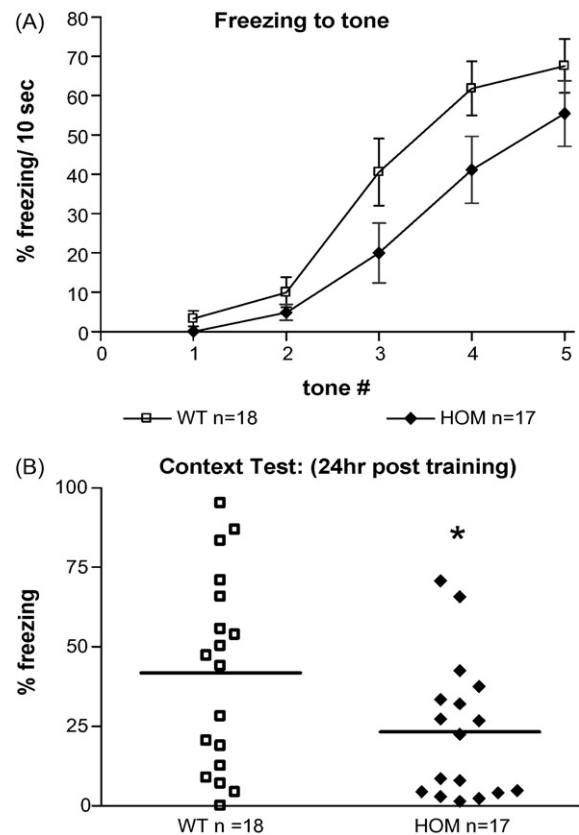 (A)
Freezing to tone
% freezing/ 10 sec
80
70
60
50
40
30
20
10
0
0 1 2 3 4 5
tone #
WT n=18 HOM n=17
(B)
Context Test: (24hr post training)
% freezing
100
75
50
25
0
*
WT n =18 HOM n=17